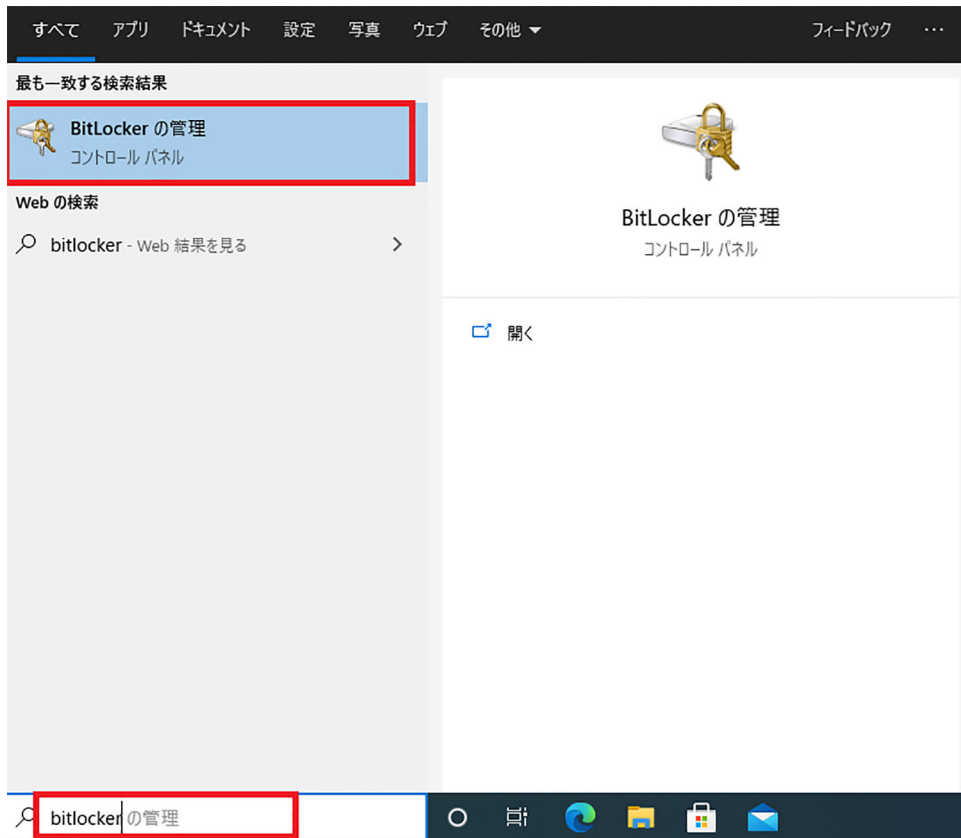 すべて アプリ ドキュメント 設定 写真 ウェブ その他 フィードバック …
最も一致する検索結果
BitLocker の管理
コントロール パネル
Web の検索
bitlocker - Web 結果を見る
BitLocker の管理
コントロール パネル
開く
bitlocker の管理